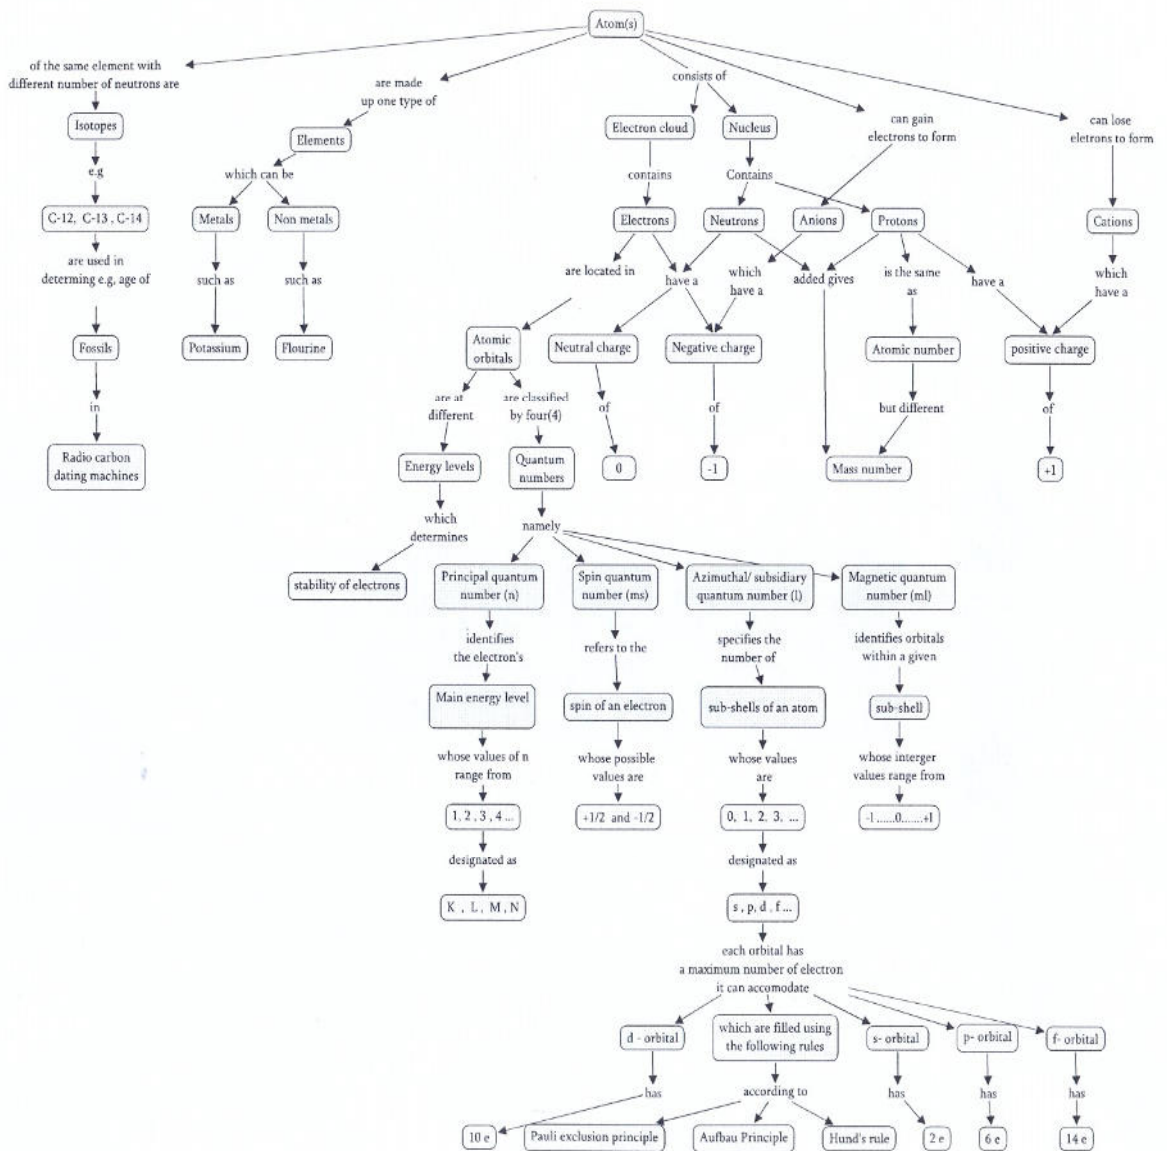 Atom(s)
of the same element with
different number of neutrons are
are made
up one type of
consists of
can gain
electrons to form
can lose
eletrons to form
Isotopes
Elements
Electron cloud
Nucleus
e.g
which can be
contains
Contains
C-12, C-13 , C-14
Metals
Non metals
Electrons
Neutrons
Anions
Protons
Cations
are used in
determing e.g, age of
such as
such as
are located in
have a
which
have a
added gives
is the same
as
have a
which
have a
Fossils
Potassium
Flourine
Atomic
orbitals
Neutral charge
Negative charge
Atomic number
positive charge
in
are at
different
are classified
by four(4)
of
of
but different
of
Radio carbon
dating machines
Energy levels
Quantum
numbers
0
-1
Mass number
+1
which
determines
namely
stability of electrons
Principal quantum
number (n)
Spin quantum
number (ms)
Azimuthal/ subsidiary
quantum number (l)
Magnetic quantum
number (ml)
identifies
the electron's
refers to the
specifies the
number of
identifies orbitals
within a given
Main energy level
spin of an electron
sub-shells of an atom
sub-shell
whose values of n
range from
whose possible
values are
whose values
are
whose interger
values range from
1, 2 , 3 , 4 ...
+1/2 and -1/2
0, 1, 2, 3, ...
-1 ......0.......+1
designated as
designated as
K , L , M , N
s , p, d , f ...
each orbital has
a maximum number of electron
it can accomodate
d - orbital
which are filled using
the following rules
s- orbital
p- orbital
f- orbital
has
according to
has
has
has
10 e
Pauli exclusion principle
Aufbau Principle
Hund's rule
2 e
6 e
14 e